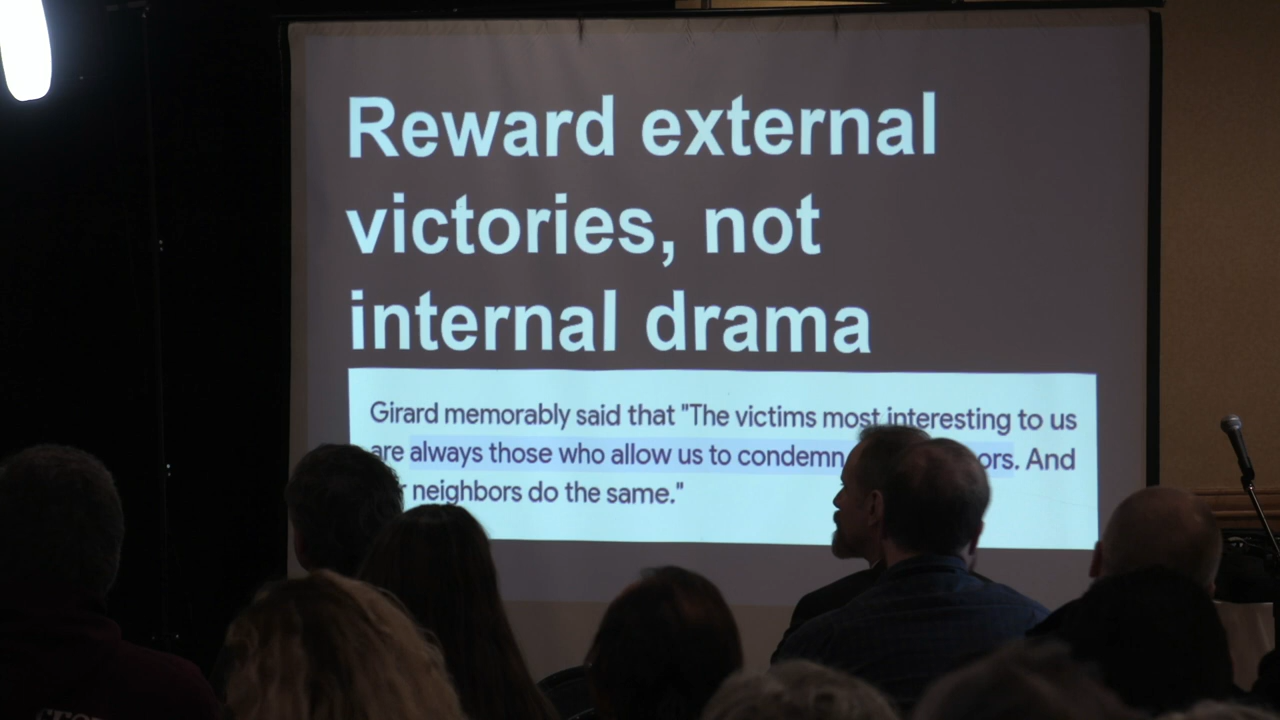 Reward external
victories, not
internal drama
Girard memorably said that "The victims most interesting to us
are always those who allow us to condemn ors. And
r neighbors do the same."